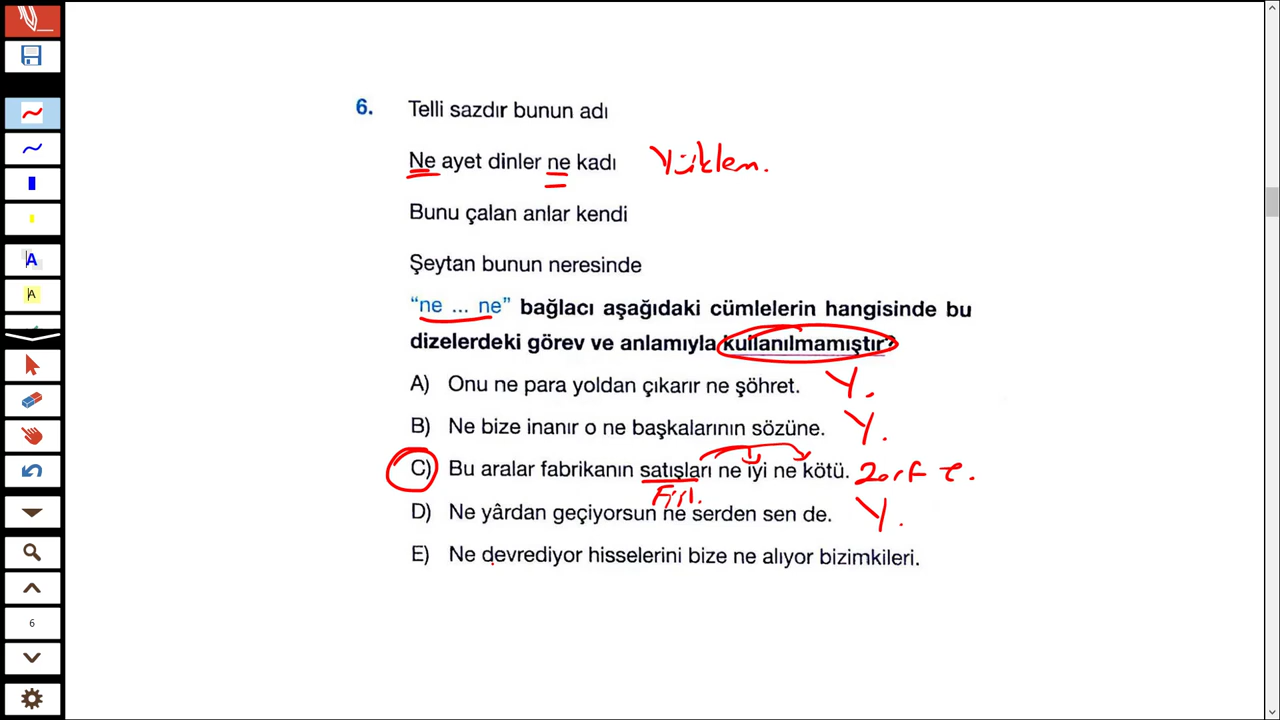 6. Telli sazdır bunun adı
Ne ayet dinler ne kadı Yüklem.
Bunu çalan anlar kendi
Şeytan bunun neresinde
“ne ... ne” bağlacı aşağıdaki cümlelerin hangisinde bu
dizelerdeki görev ve anlamıyla kullanılmamıştır?
A) Onu ne para yoldan çıkarır ne şöhret. Y.
B) Ne bize inanır o ne başkalarının sözüne. Y.
C) Bu aralar fabrikanın satışları ne iyi ne kötü. Zarf t.
D) Ne yârdan geçiyorsun ne serden sen de. Y.
E) Ne devrediyor hisselerini bize ne alıyor bizimkileri.
A
A
6